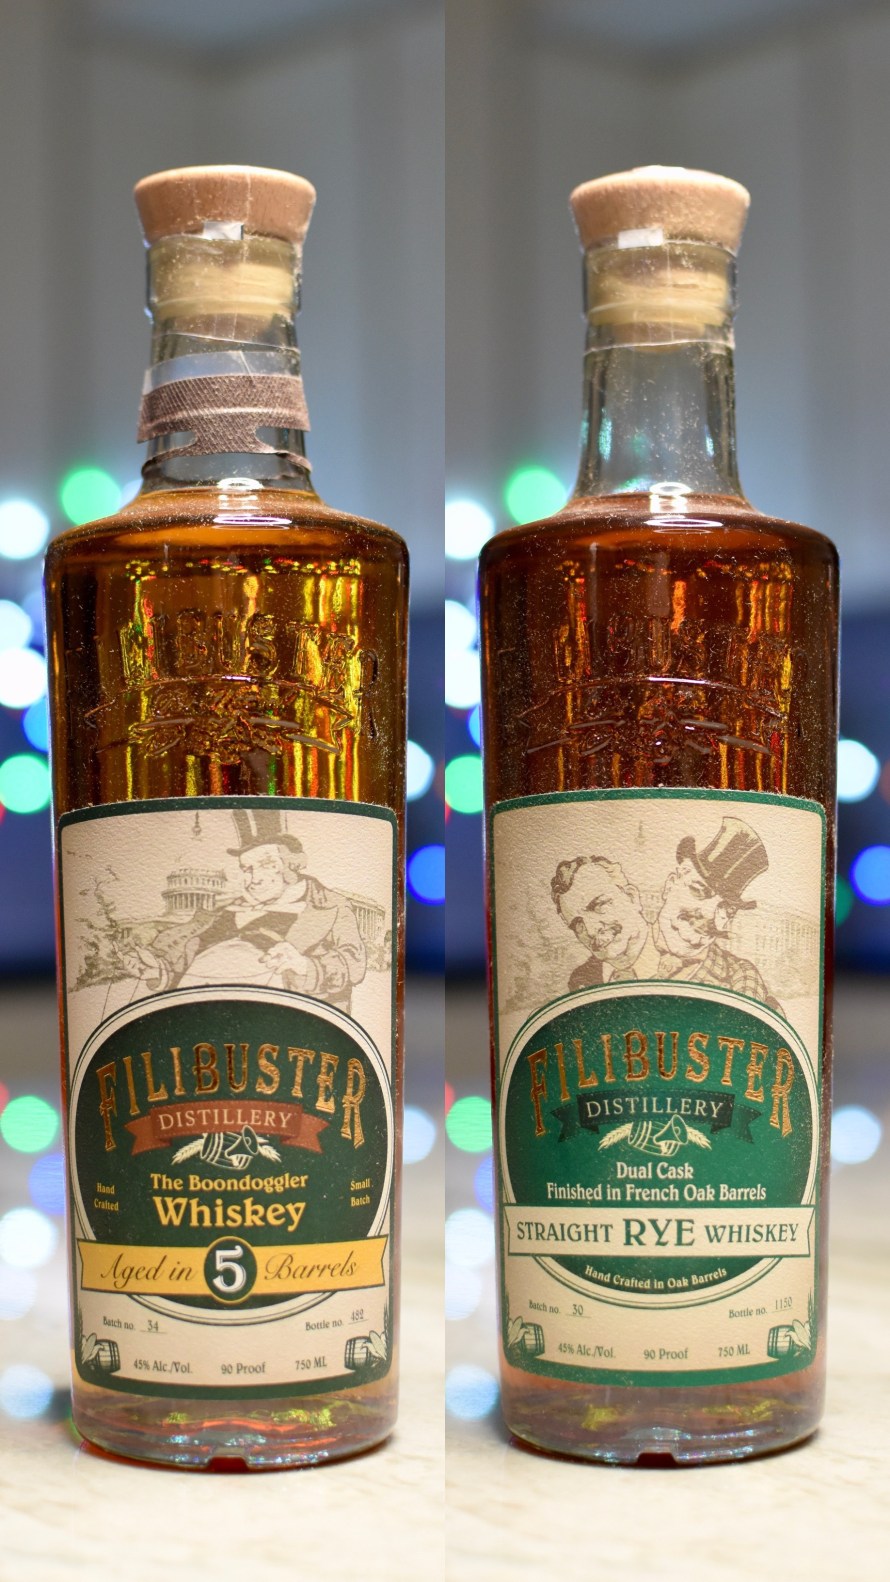 FILIBUSTER
FILIBUSTER
DISTILLERY
The Boondoggler
Whiskey
Hand
Crafted
Small
Batch
Aged in 5 Barrels
Batch no. 34
Bottle no. 482
45% Alc./Vol. 90 Proof 750 ML
FILIBUSTER
FILIBUSTER
DISTILLERY
Dual Cask
Finished in French Oak Barrels
STRAIGHT RYE WHISKEY
Hand Crafted in Oak Barrels
Batch no. 30
Bottle no. 1150
45% Alc./Vol. 90 Proof 750 ML